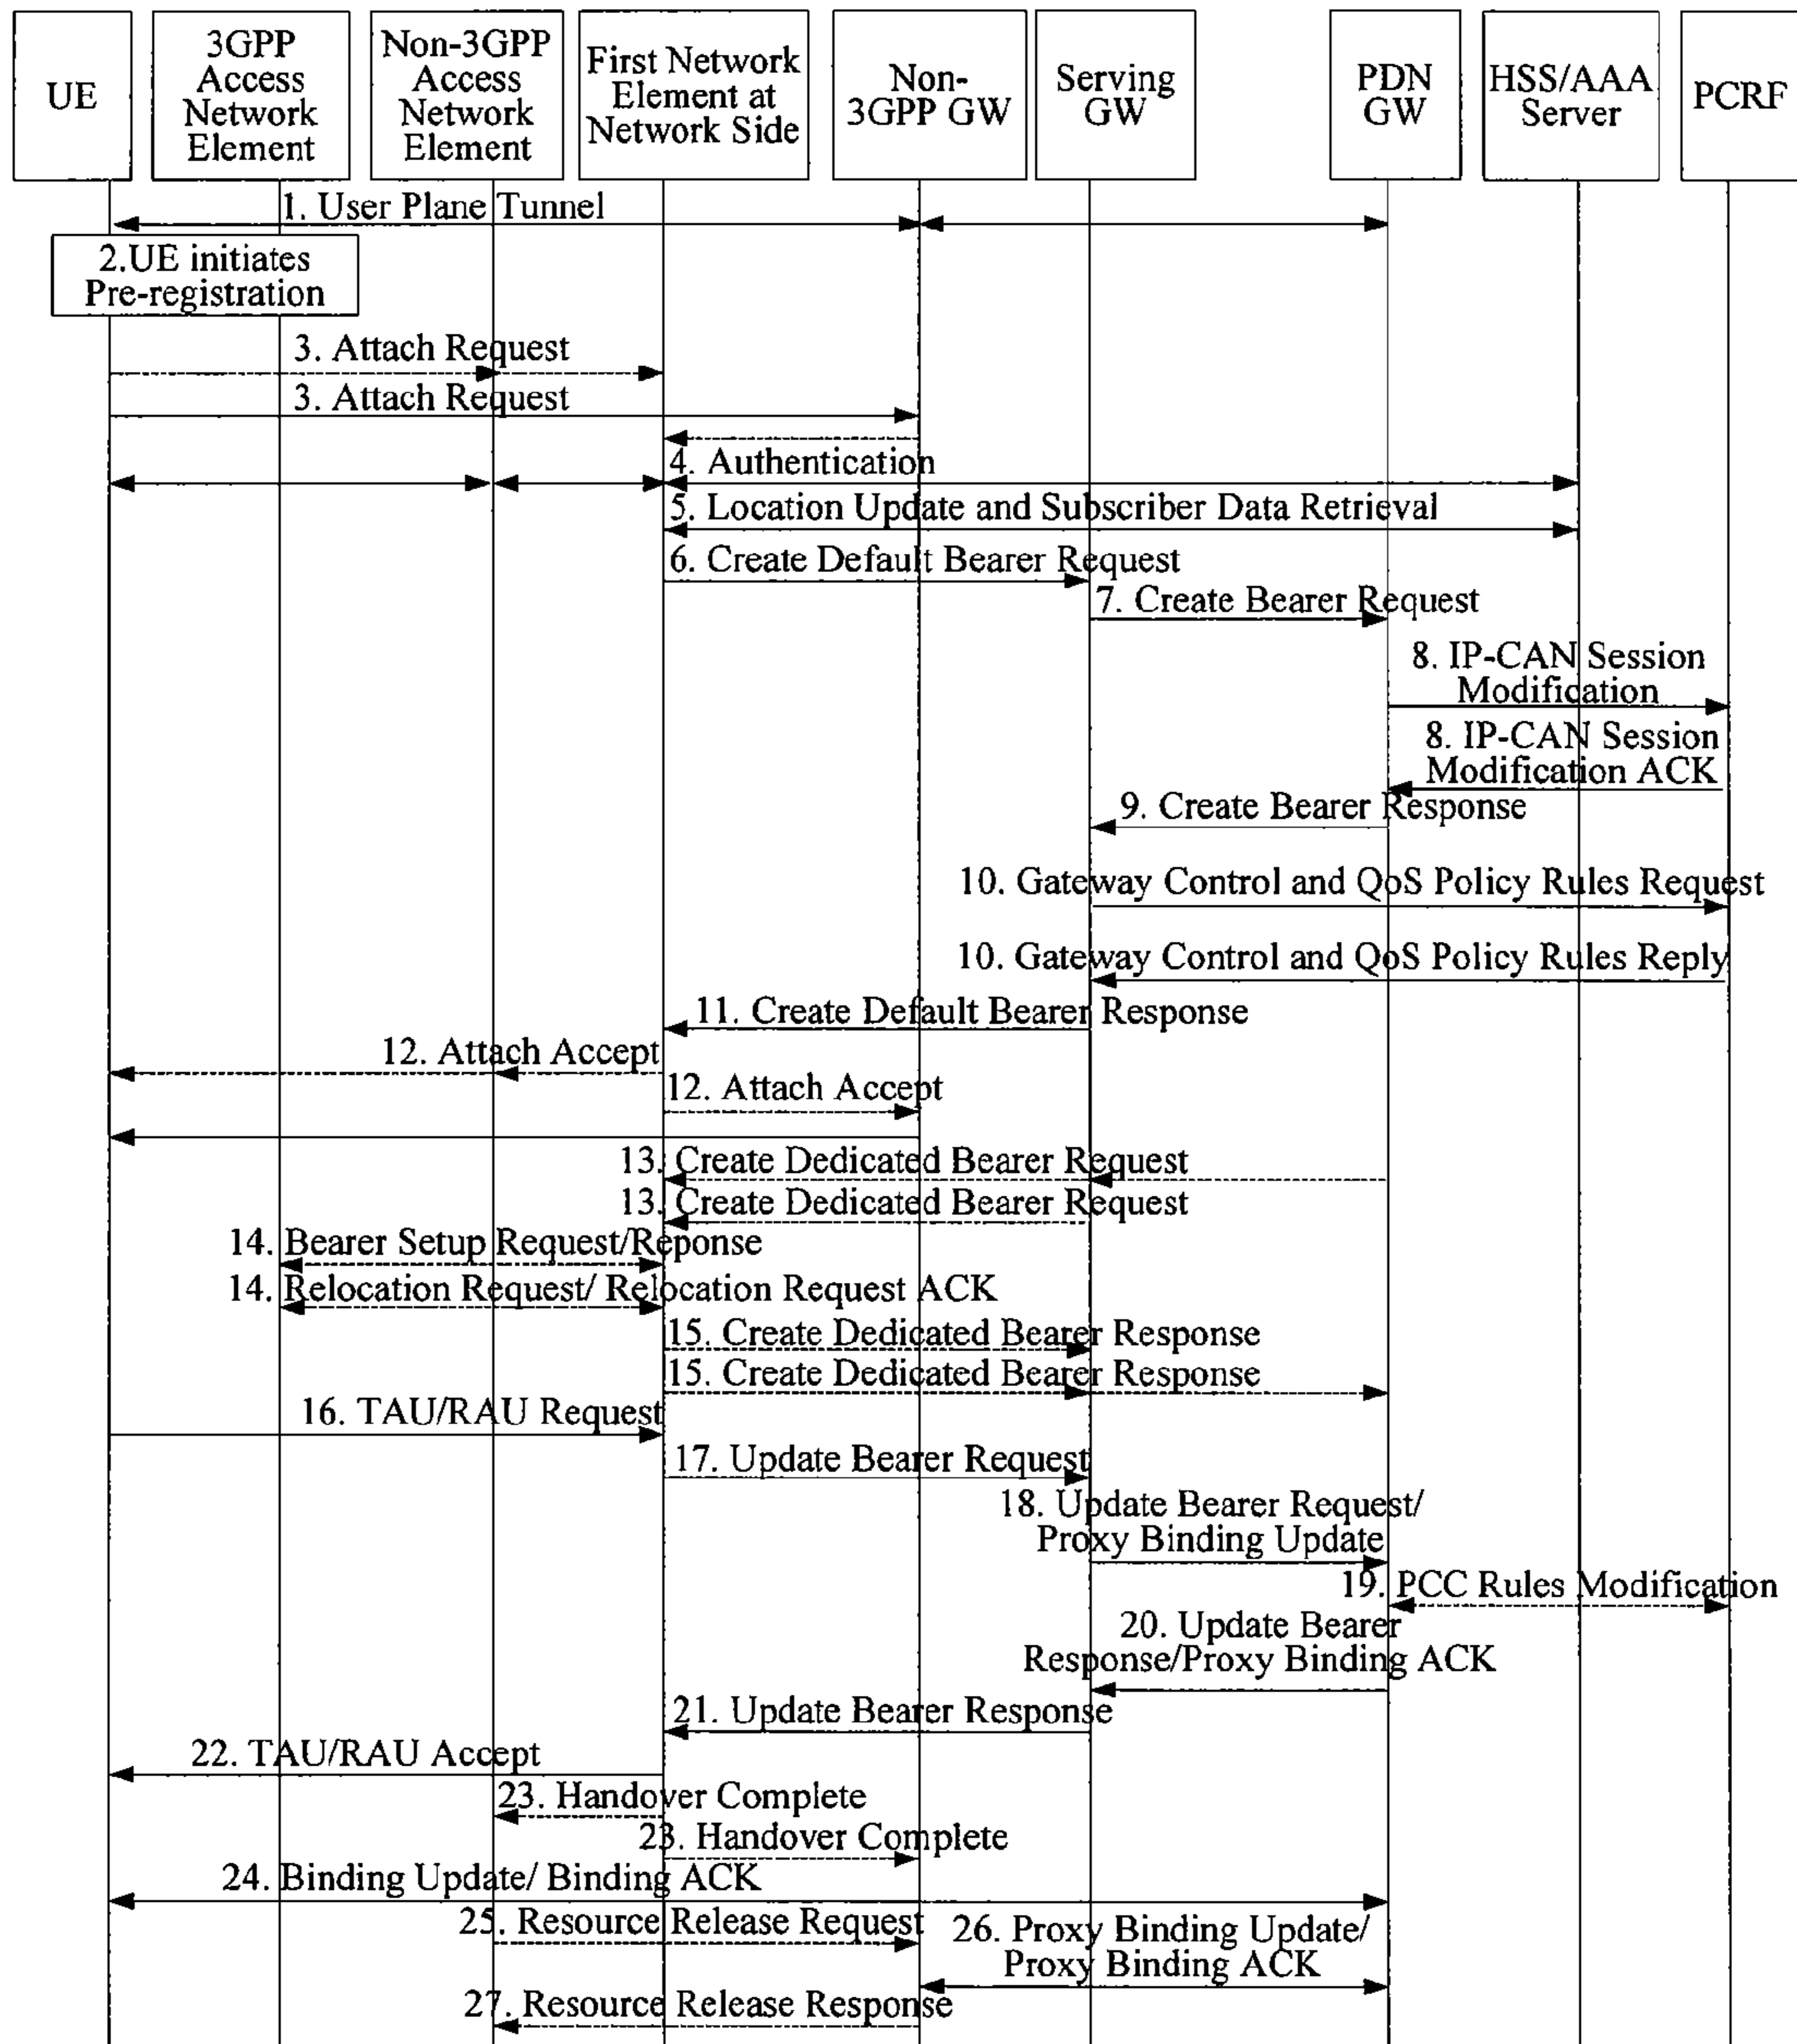 UE
3GPP
Access
Network
Element
Non-3GPP
Access
Network
Element
First Network
Element at
Network Side
Non-
3GPP GW
Serving
GW
PDN
GW
HSS/AAA
Server
PCRF
1. User Plane Tunnel
2.UE initiates
Pre-registration
3. Attach Request
3. Attach Request
4. Authentication
5. Location Update and Subscriber Data Retrieval
6. Create Default Bearer Request
7. Create Bearer Request
8. IP-CAN Session
Modification
8. IP-CAN Session
Modification ACK
9. Create Bearer Response
10. Gateway Control and QoS Policy Rules Request
10. Gateway Control and QoS Policy Rules Reply
11. Create Default Bearer Response
12. Attach Accept
12. Attach Accept
13. Create Dedicated Bearer Request
13. Create Dedicated Bearer Request
14. Bearer Setup Request/Reponse
14. Relocation Request/ Relocation Request ACK
15. Create Dedicated Bearer Response
15. Create Dedicated Bearer Response
16. TAU/RAU Request
17. Update Bearer Request
18. Update Bearer Request/
Proxy Binding Update
19. PCC Rules Modification
20. Update Bearer
Response/Proxy Binding ACK
21. Update Bearer Response
22. TAU/RAU Accept
23. Handover Complete
23. Handover Complete
24. Binding Update/ Binding ACK
25. Resource Release Request
26. Proxy Binding Update/
Proxy Binding ACK
27. Resource Release Response